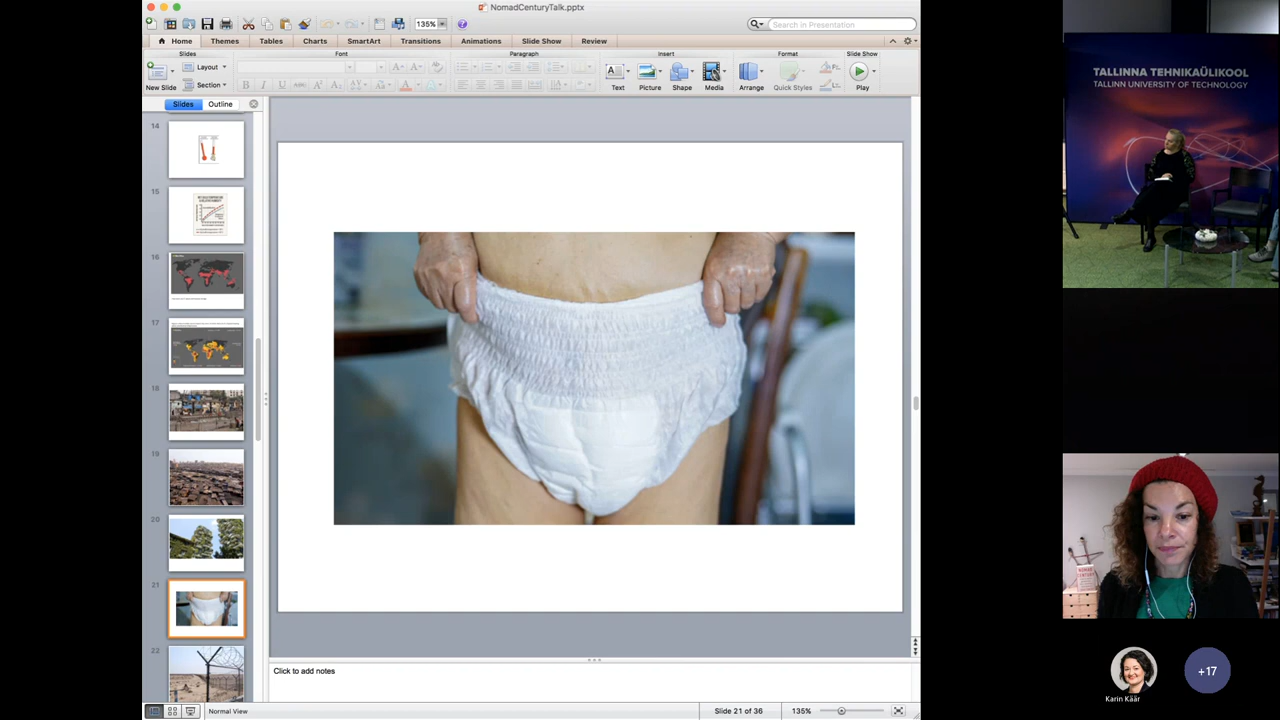 NomadCenturyTalk.pptx
135%
Search in Presentation
Home
Themes
Tables
Charts
SmartArt
Transitions
Animations
Slide Show
Review
Slides
Font
Paragraph
Insert
Format
Slide Show
New Slide
Layout
Section
Text
Picture
Shape
Media
Arrange
Quick Styles
Play
Slides
Outline
14
15
16
17
18
19
20
21
22
Click to add notes
Normal View
Slide 21 of 36
135%
TALLINNA TEHNIKAÜLIKOOL
TALLINN UNIVERSITY OF TECHNOLOGY
NOMAD
CENTURY
Karin Käär
+17